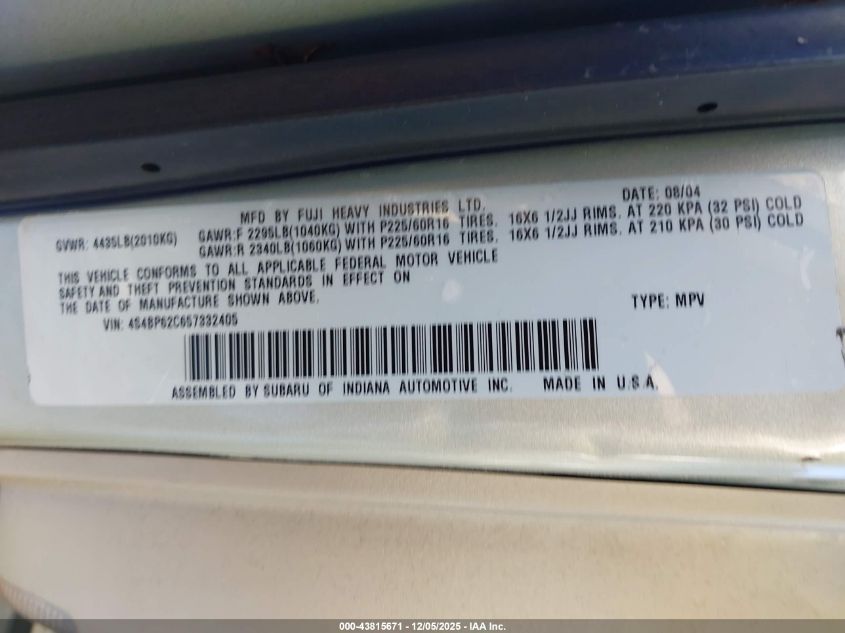 MFD BY FUJI HEAVY INDUSTRIES LTD. DATE: 08/04
GVWR: 4435LB(2010KG) GAWR:F 2295LB(1040KG) WITH P225/60R16 TIRES. 16X6 1/2JJ RIMS. AT 220 KPA (32 PSI) COLD
GAWR:R 2340LB(1060KG) WITH P225/60R16 TIRES. 16X6 1/2JJ RIMS. AT 210 KPA (30 PSI) COLD
THIS VEHICLE CONFORMS TO ALL APPLICABLE FEDERAL MOTOR VEHICLE
SAFETY AND THEFT PREVENTION STANDARDS IN EFFECT ON
THE DATE OF MANUFACTURE SHOWN ABOVE.
VIN: 4S4BP62C657332405 TYPE: MPV
ASSEMBLED BY SUBARU OF INDIANA AUTOMOTIVE INC. MADE IN U.S.A.
000-43815671 - 12/05/2025 - IAA Inc.